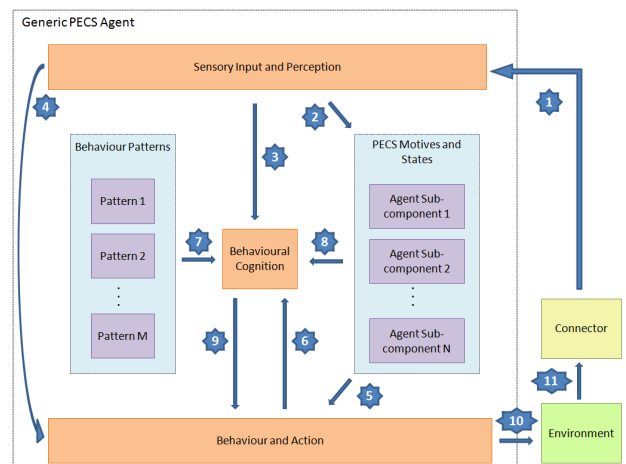 Generic PECS Agent
Sensory Input and Perception
1
4
2
3
Behaviour Patterns
PECS Motives and
States
Pattern 1
Agent Sub-
component 1
7
Behavioural
Cognition
8
Pattern 2
Agent Sub-
component 2
Pattern M
9
6
Agent Sub-
component N
Connector
5
11
Behaviour and Action
10
Environment